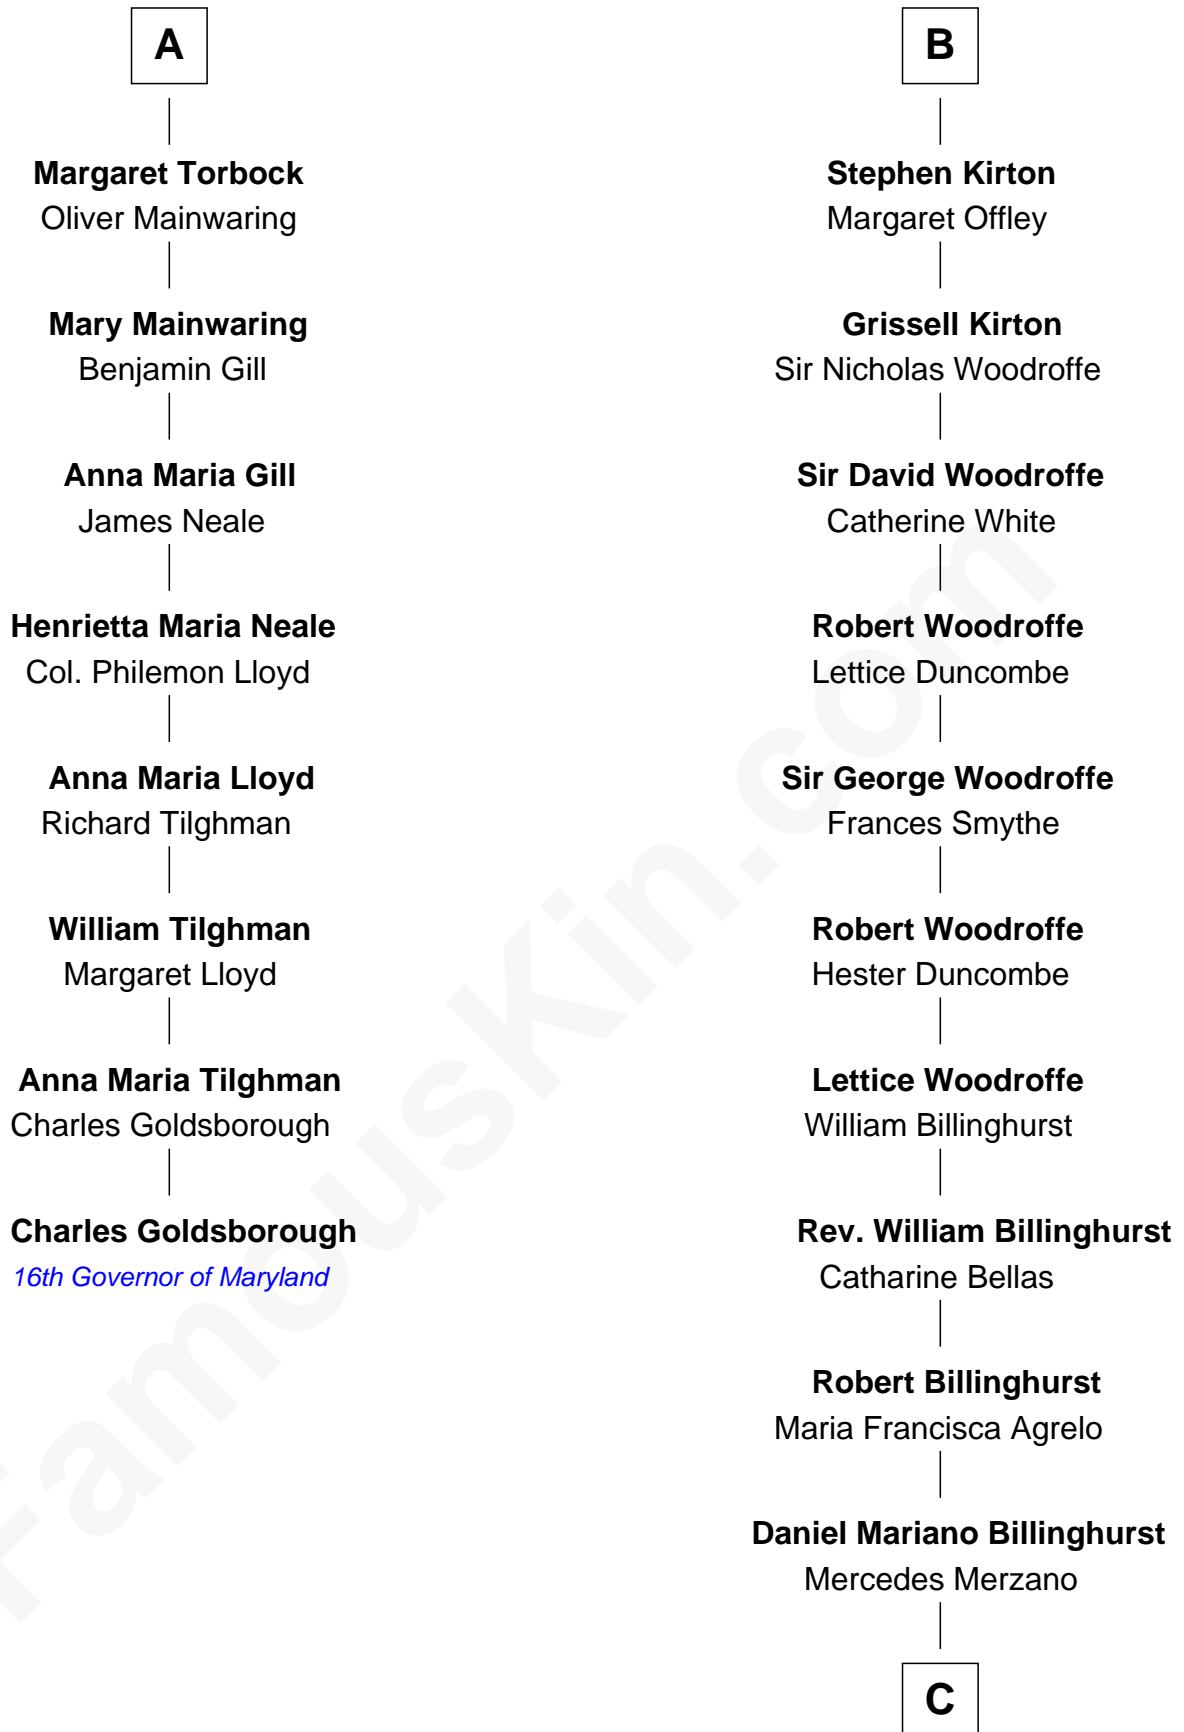 A
Margaret Torbock
Oliver Mainwaring
Mary Mainwaring
Benjamin Gill
Anna Maria Gill
James Neale
Henrietta Maria Neale
Col. Philemon Lloyd
Anna Maria Lloyd
Richard Tilghman
William Tilghman
Margaret Lloyd
Anna Maria Tilghman
Charles Goldsborough
Charles Goldsborough
16th Governor of Maryland
B
Stephen Kirton
Margaret Offley
Grissell Kirton
Sir Nicholas Woodroffe
Sir David Woodroffe
Catherine White
Robert Woodroffe
Lettice Duncombe
Sir George Woodroffe
Frances Smythe
Robert Woodroffe
Hester Duncombe
Lettice Woodroffe
William Billinghurst
Rev. William Billinghurst
Catharine Bellas
Robert Billinghurst
Maria Francisca Agrelo
Daniel Mariano Billinghurst
Mercedes Merzano
C
FamousKin.com